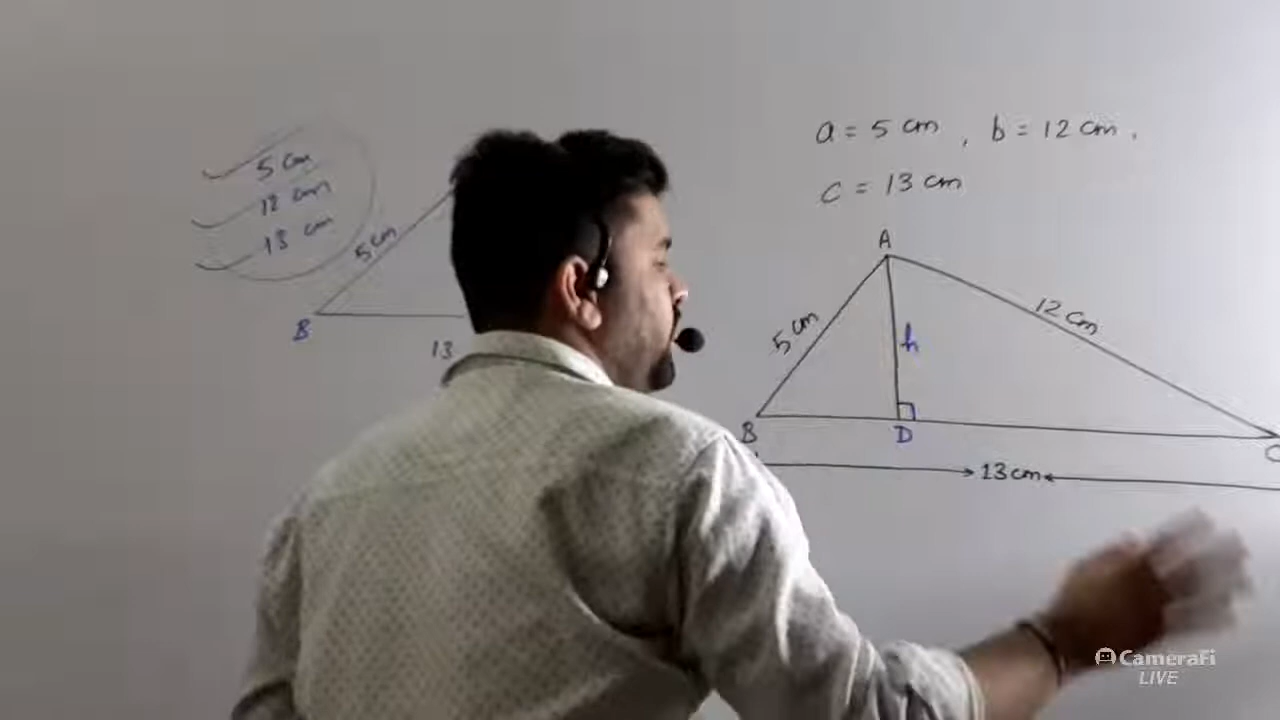 5 cm
12 cm
13 cm
5 cm
B
13
a = 5 cm , b = 12 cm ,
c = 13 cm
A
5 cm
h
12 cm
B
D
C
13 cm
CameraFi
LIVE